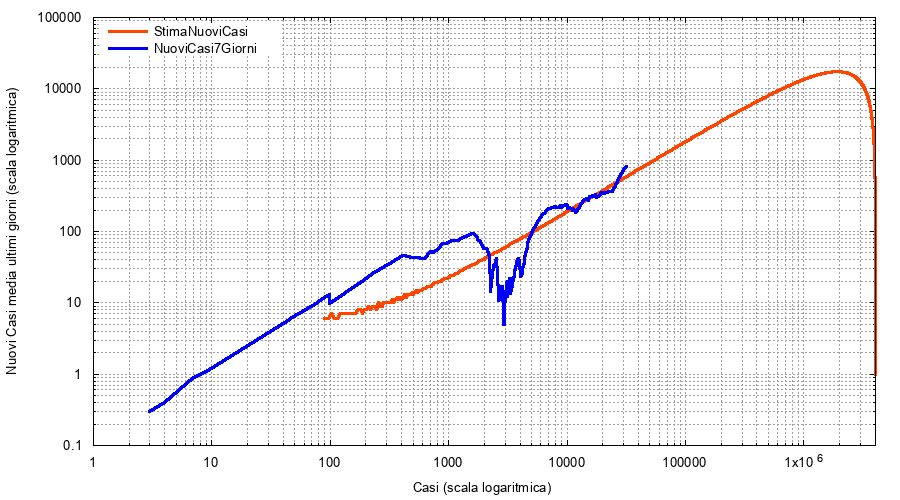 100000
10000
1000
100
10
1
0.1
StimaNuoviCasi
NuoviCasi7Giorni
Nuovi Casi media ultimi giorni (scala logaritmica)
1 10 100 1000 10000 100000 1x10 6
Casi (scala logaritmica)